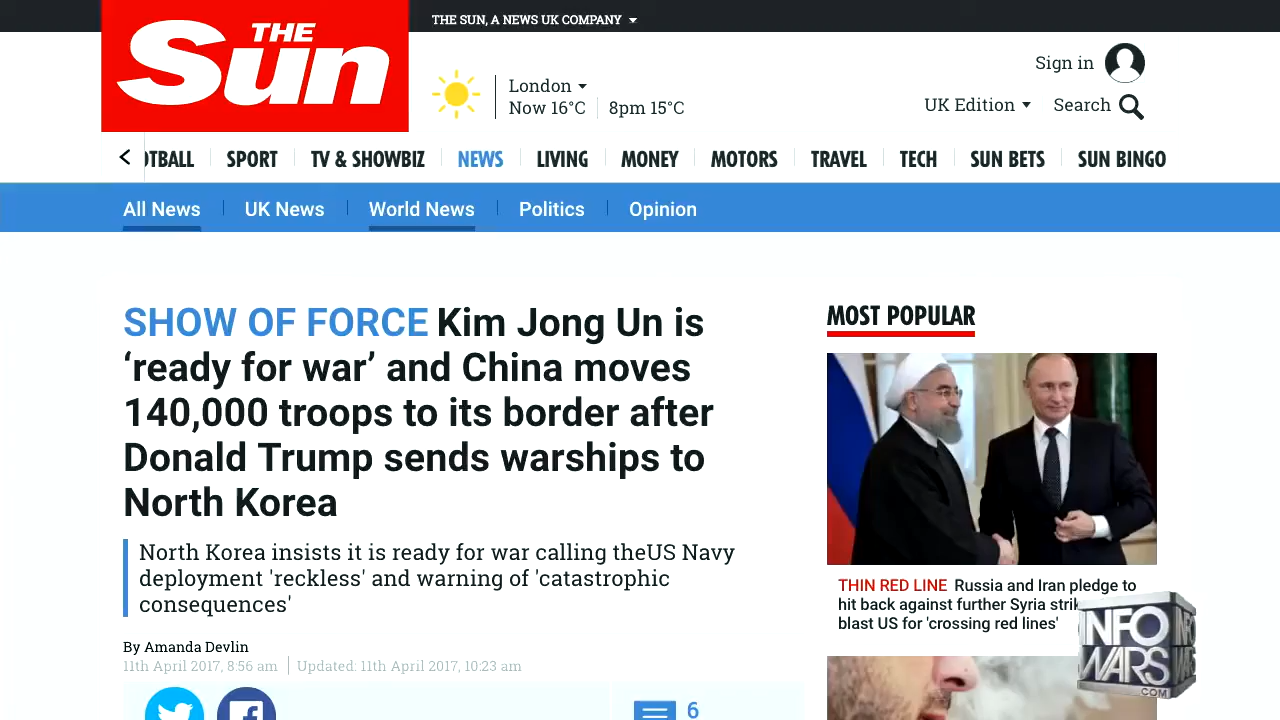 THE SUN, A NEWS UK COMPANY
THE
Sun
London
Now 16°C
8pm 15°C
Sign in
UK Edition
Search
OTBALL
SPORT
TV & SHOWBIZ
NEWS
LIVING
MONEY
MOTORS
TRAVEL
TECH
SUN BETS
SUN BINGO
All News
UK News
World News
Politics
Opinion
SHOW OF FORCE Kim Jong Un is
‘ready for war’ and China moves
140,000 troops to its border after
Donald Trump sends warships to
North Korea
North Korea insists it is ready for war calling theUS Navy
deployment 'reckless' and warning of 'catastrophic
consequences'
By Amanda Devlin
11th April 2017, 8:56 am
Updated: 11th April 2017, 10:23 am
6
MOST POPULAR
THIN RED LINE Russia and Iran pledge to
hit back against further Syria strik
blast US for 'crossing red lines'
INFO
WARS
.COM